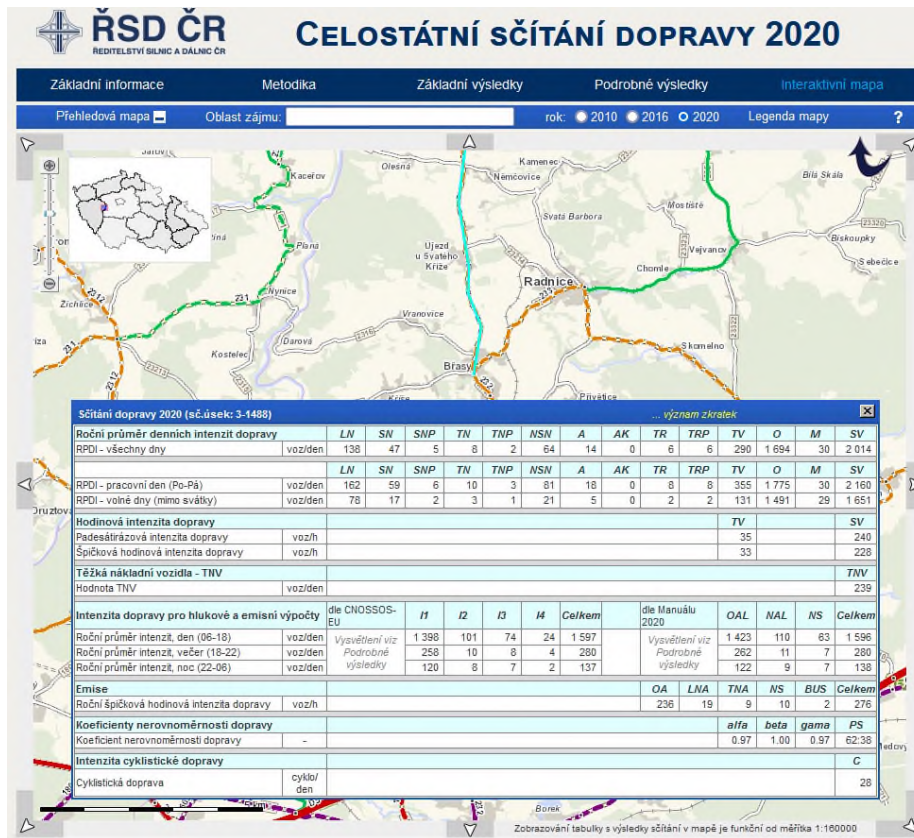 ŘSD ČR
ŘEDITELSTVÍ SILNIC A DÁLNIC ČR
CELOSTÁTNÍ SČÍTÁNÍ DOPRAVY 2020
Základní informace Metodika Základní výsledky Podrobné výsledky Interaktivní mapa
Přehledová mapa Oblast zájmu: rok: 2010 2016 2020 Legenda mapy ?
Kaceřov
Olešná
Kamenec
Němčovice
Bílá Skála
Svatá Barbora
Mostiště
23320
Planá
Újezd
u Svatého
Kříže
23323
Vejvanov
Biskoupky
Sebečice
Chomle
Radnice
2312
231
Nynice
Žichlice
Vranovice
2316
Darová
23322
231
Kostelec
Skomelno
Břasy
232
Přívětice
Sčítání dopravy 2020 (sč.úsek: 3-1488) ... význam zkratek
Roční průměr denních intenzit dopravy LN SN SNP TN TNP NSN A AK TR TRP TV O M SV
RPDI - všechny dny voz/den 138 47 5 8 2 64 14 0 6 6 290 1 694 30 2 014
LN SN SNP TN TNP NSN A AK TR TRP TV O M SV
RPDI - pracovní den (Po-Pá) voz/den 162 59 6 10 3 81 18 0 8 8 355 1 775 30 2 160
RPDI - volné dny (mimo svátky) voz/den 78 17 2 3 1 21 5 0 2 2 131 1 491 29 1 651
Hodinová intenzita dopravy TV SV
Padesátirázová intenzita dopravy voz/h 35 240
Špičková hodinová intenzita dopravy voz/h 33 228
Těžká nákladní vozidla - TNV TNV
Hodnota TNV voz/den 239
Intenzita dopravy pro hlukové a emisní výpočty dle CNOSSOS-EU I1 I2 I3 I4 Celkem dle Manuálu 2020 OAL NAL NS Celkem
Roční průměr intenzit, den (06-18) voz/den Vysvětlení viz 1 398 101 74 24 1 597 Vysvětlení viz 1 423 110 63 1 596
Roční průměr intenzit, večer (18-22) voz/den Podrobné 258 10 8 4 280 Podrobné 262 11 7 280
Roční průměr intenzit, noc (22-06) voz/den výsledky 120 8 7 2 137 výsledky 122 9 7 138
Emise OA LNA TNA NS BUS Celkem
Roční špičková hodinová intenzita dopravy voz/h 236 19 9 10 2 276
Koeficienty nerovnoměrnosti dopravy alfa beta gama PS
Koeficient nerovnoměrnosti dopravy - 0.97 1.00 0.97 62:38
Intenzita cyklistické dopravy C
Cyklistická doprava cyklo/den 28
Borek
Zobrazování tabulky s výsledky sčítání v mapě je funkční od měřítka 1:160000